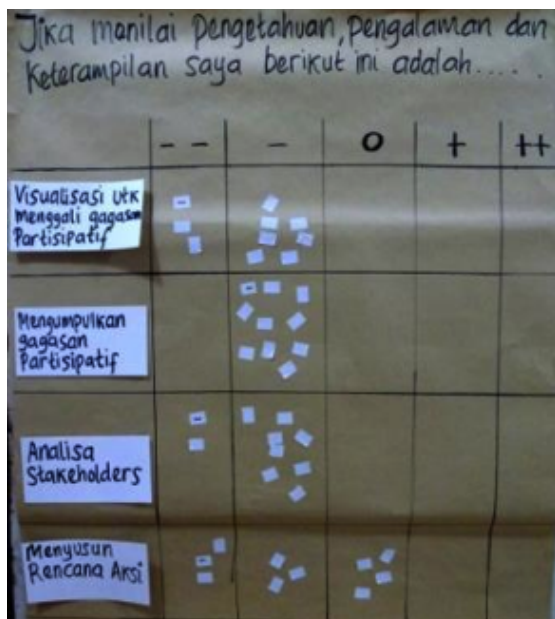 Jika menilai Pengetahuan, Pengalaman dan
Keterampilan saya berikut ini adalah.....
-- - O + ++
Visualisasi utk
menggali gagasan
Partisipatif
Mengumpulkan
gagasan
Partisipatif
Analisa
Stakeholders
Menyusun
Rencana Aksi